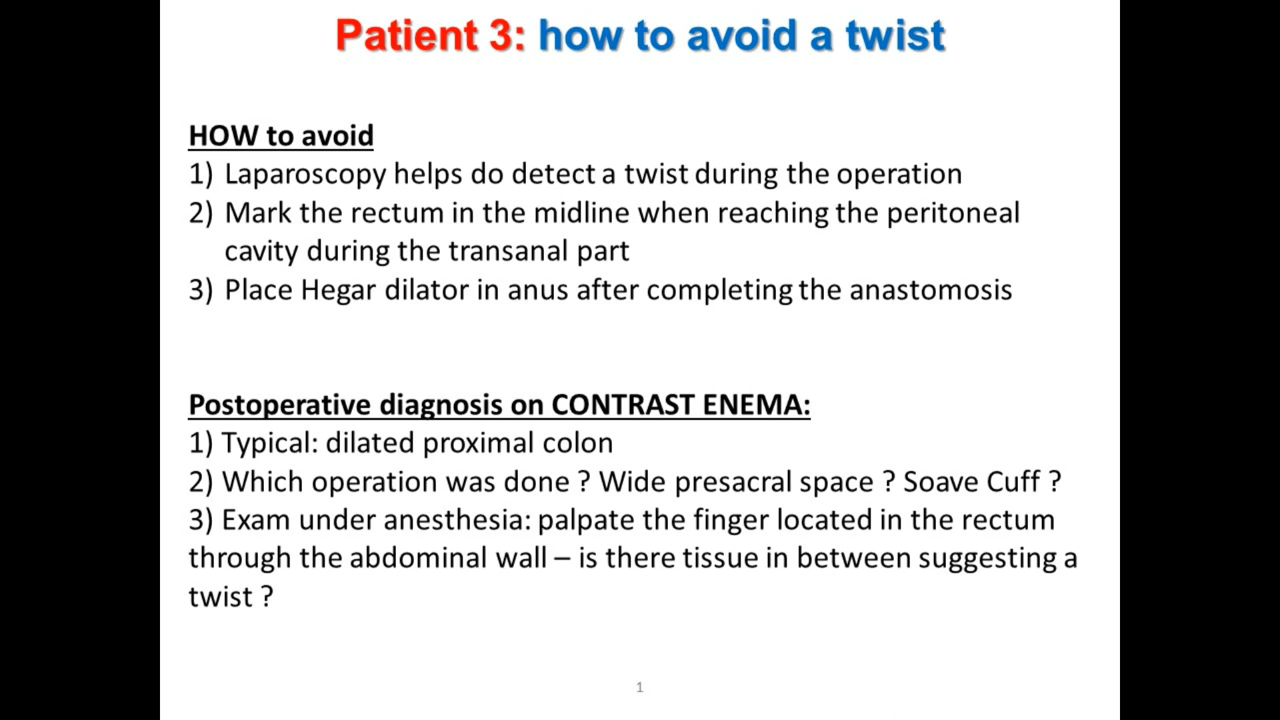 Patient 3: how to avoid a twist
HOW to avoid
1) Laparoscopy helps do detect a twist during the operation
2) Mark the rectum in the midline when reaching the peritoneal
cavity during the transanal part
3) Place Hegar dilator in anus after completing the anastomosis
Postoperative diagnosis on CONTRAST ENEMA:
1) Typical: dilated proximal colon
2) Which operation was done ? Wide presacral space ? Soave Cuff ?
3) Exam under anesthesia: palpate the finger located in the rectum
through the abdominal wall – is there tissue in between suggesting a
twist ?
1